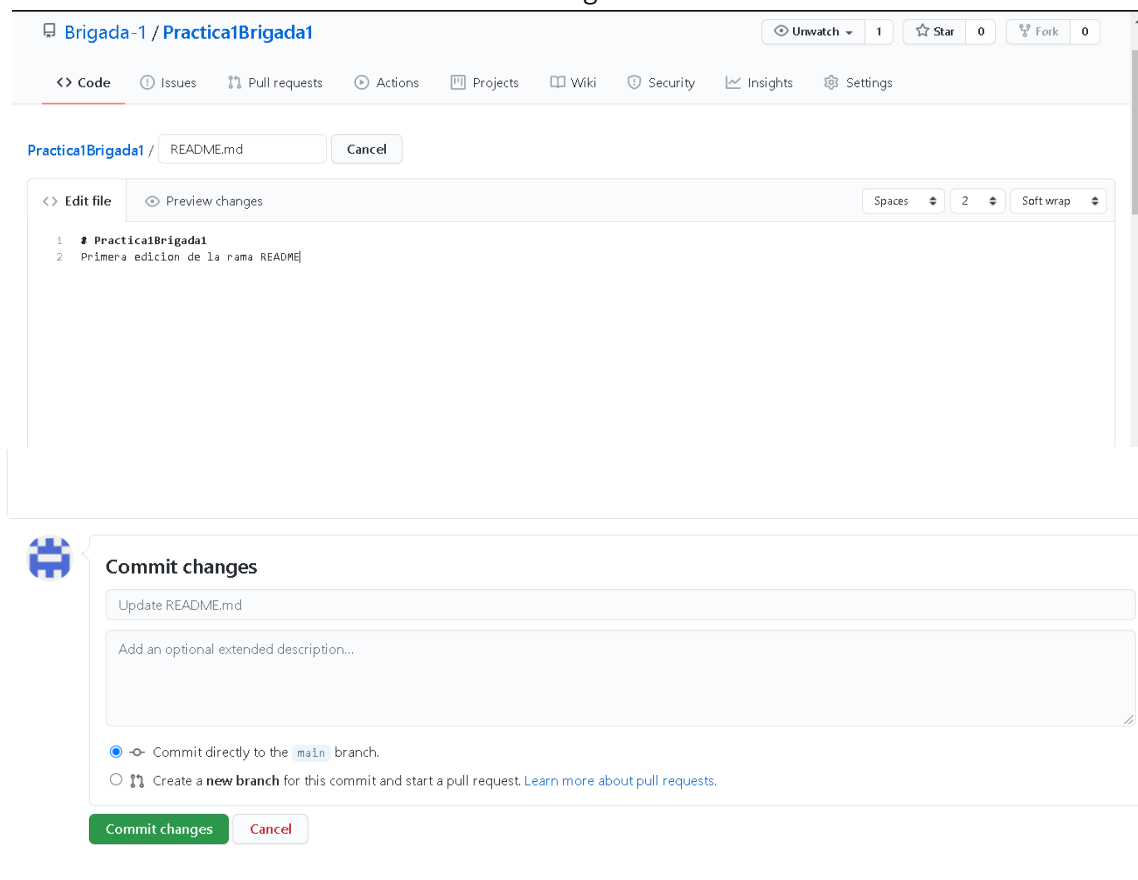 Brigada-1 / Practica1Brigada1 Unwatch 1 Star 0 Fork 0
<> Code Issues Pull requests Actions Projects Wiki Security Insights Settings
Practica1Brigada1 / README.md Cancel
<> Edit file Preview changes Spaces 2 Soft wrap
1 # Practica1Brigada1
2 Primera edicion de la rama README
Commit changes
Update README.md
Add an optional extended description...
Commit directly to the main branch.
Create a new branch for this commit and start a pull request. Learn more about pull requests.
Commit changes Cancel